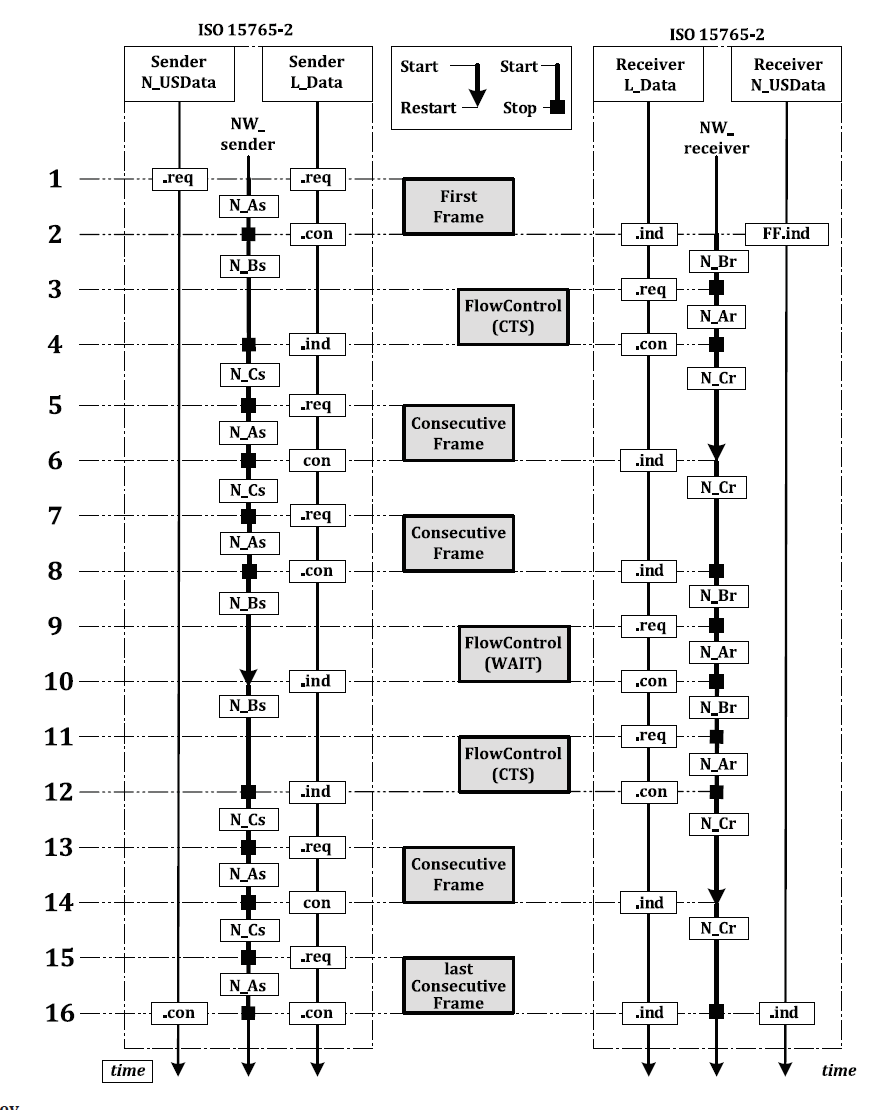 ISO 15765-2
ISO 15765-2
Sender
N_USData
Sender
L_Data
Start
Start
Restart
Stop
Receiver
L_Data
Receiver
N_USData
NW_
sender
NW_
receiver
1
.req
.req
First
Frame
N_As
2
.con
.ind
FF.ind
N_Bs
N_Br
3
.req
FlowControl
(CTS)
N_Ar
4
.ind
.con
N_Cs
N_Cr
5
.req
Consecutive
Frame
N_As
6
con
.ind
N_Cs
N_Cr
7
.req
Consecutive
Frame
N_As
8
.con
.ind
N_Bs
N_Br
9
.req
FlowControl
(WAIT)
N_Ar
10
.ind
.con
N_Bs
N_Br
11
.req
FlowControl
(CTS)
N_Ar
12
.ind
.con
N_Cs
N_Cr
13
.req
Consecutive
Frame
N_As
14
con
.ind
N_Cs
N_Cr
15
.req
last
Consecutive
Frame
N_As
16
.con
.con
.ind
.ind
time
time